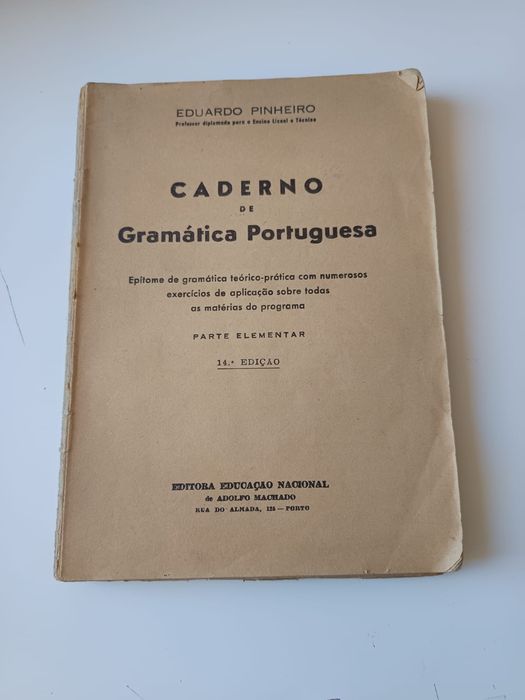 EDUARDO PINHEIRO
Professor diplomado para o Ensino Liceal e Técnico
CADERNO
DE
Gramática Portuguesa
Epítome de gramática teórico-prática com numerosos
exercícios de aplicação sobre todas
as matérias do programa
PARTE ELEMENTAR
14.ª EDIÇÃO
EDITORA EDUCAÇÃO NACIONAL
de ADOLFO MACHADO
RUA DO ALMADA, 125 — PORTO